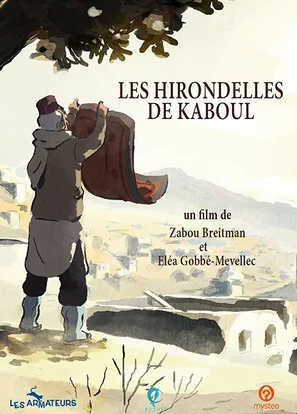 LES HIRONDELLES
DE KABOUL
un film de
Zabou Breitman
et
Eléa Gobbé-Mevellec
LES ARMATEURS
mysteo